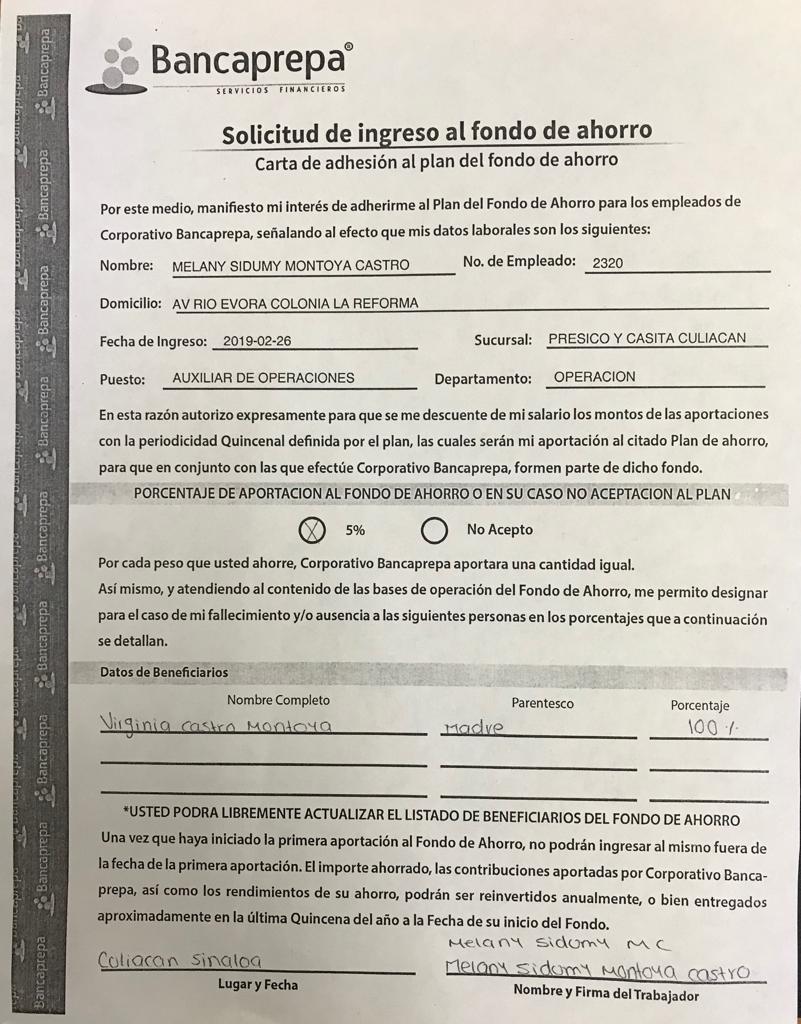 Bancaprepa®
SERVICIOS FINANCIEROS
Solicitud de ingreso al fondo de ahorro
Carta de adhesión al plan del fondo de ahorro
Por este medio, manifiesto mi interés de adherirme al Plan del Fondo de Ahorro para los empleados de
Corporativo Bancaprepa, señalando al efecto que mis datos laborales son los siguientes:
Nombre: MELANY SIDUMY MONTOYA CASTRO No. de Empleado: 2320
Domicilio: AV RIO EVORA COLONIA LA REFORMA
Fecha de Ingreso: 2019-02-26 Sucursal: PRESICO Y CASITA CULIACAN
Puesto: AUXILIAR DE OPERACIONES Departamento: OPERACION
En esta razón autorizo expresamente para que se me descuente de mi salario los montos de las aportaciones
con la periodicidad Quincenal definida por el plan, las cuales serán mi aportación al citado Plan de ahorro,
para que en conjunto con las que efectúe Corporativo Bancaprepa, formen parte de dicho fondo.
PORCENTAJE DE APORTACION AL FONDO DE AHORRO O EN SU CASO NO ACEPTACION AL PLAN
X 5% No Acepto
Por cada peso que usted ahorre, Corporativo Bancaprepa aportara una cantidad igual.
Así mismo, y atendiendo al contenido de las bases de operación del Fondo de Ahorro, me permito designar
para el caso de mi fallecimiento y/o ausencia a las siguientes personas en los porcentajes que a continuación
se detallan.
Datos de Beneficiarios
Nombre Completo Parentesco Porcentaje
Virginia castro Montoya Madre 100 %
*USTED PODRA LIBREMENTE ACTUALIZAR EL LISTADO DE BENEFICIARIOS DEL FONDO DE AHORRO
Una vez que haya iniciado la primera aportación al Fondo de Ahorro, no podrán ingresar al mismo fuera de
la fecha de la primera aportación. El importe ahorrado, las contribuciones aportadas por Corporativo Banca-
prepa, así como los rendimientos de su ahorro, podrán ser reinvertidos anualmente, o bien entregados
aproximadamente en la última Quincena del año a la Fecha de su inicio del Fondo.
Melany Sidumy M C
Culiacan Sinaloa Melany Sidumy Montoya castro
Lugar y Fecha Nombre y Firma del Trabajador
Bancaprepa
Bancaprepa
Bancaprepa
Bancaprepa
Bancaprepa
Bancaprepa
Bancaprepa
Bancaprepa
Bancaprepa